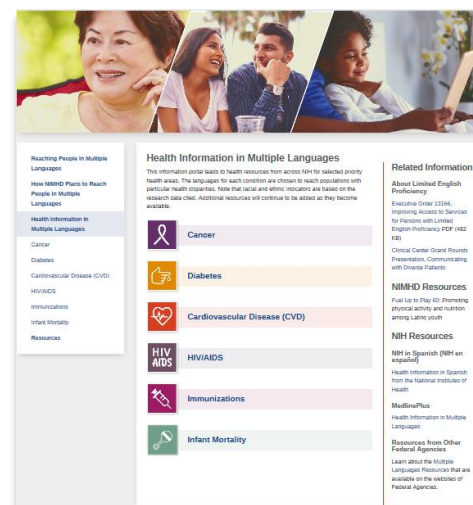 Reaching People in Multiple
Languages
How NIMHD Plans to Reach
People in Multiple
Languages
Health Information in
Multiple Languages
Cancer
Diabetes
Cardiovascular Disease (CVD)
HIV/AIDS
Immunizations
Infant Mortality
Resources
Health Information in Multiple Languages
This information portal leads to health resources from across NIH for selected priority
health areas. The languages for each condition are chosen to reach populations with
particular health disparities. Note that racial and ethnic indicators are based on the
research data cited. Additional resources will continue to be added as they become
available.
Cancer
Diabetes
Cardiovascular Disease (CVD)
HIV
AIDS
HIV/AIDS
Immunizations
Infant Mortality
Related Information
About Limited English
Proficiency
Executive Order 13166,
Improving Access to Services
for Persons with Limited
English Proficiency PDF (482
KB)
Clinical Center Grand Rounds
Presentation, Communicating
with Diverse Patients
NIMHD Resources
Fuel Up to Play 60: Promoting
physical activity and nutrition
among Latino youth
NIH Resources
NIH in Spanish (NIH en
español)
Health Information in Spanish
from the National Institutes of
Health
MedlinePlus
Health Information in Multiple
Languages
Resources from Other
Federal Agencies
Learn about the Multiple
Languages Resources that are
available on the websites of
Federal Agencies.